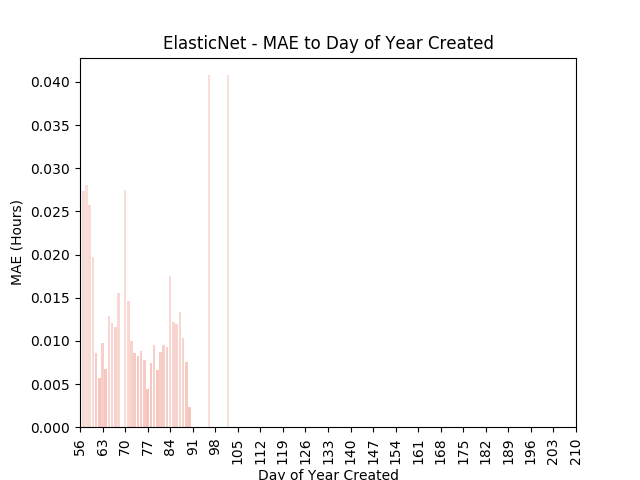 ElasticNet - MAE to Day of Year Created
MAE (Hours)
0.040
0.035
0.030
0.025
0.020
0.015
0.010
0.005
0.000
56 63 70 77 84 91 98 105 112 119 126 133 140 147 154 161 168 175 182 189 196 203 210
Day of Year Created